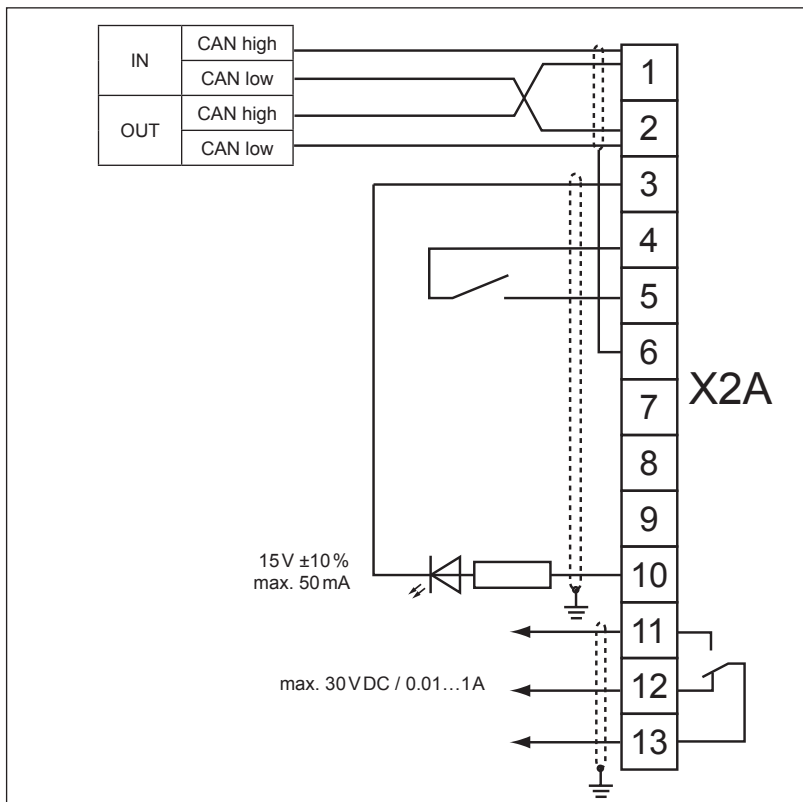 IN
CAN high
CAN low
OUT
CAN high
CAN low
1
2
3
4
5
6
7
8
9
10
11
12
13
X2A
15 V ±10 %
max. 50 mA
max. 30 V DC / 0.01…1 A